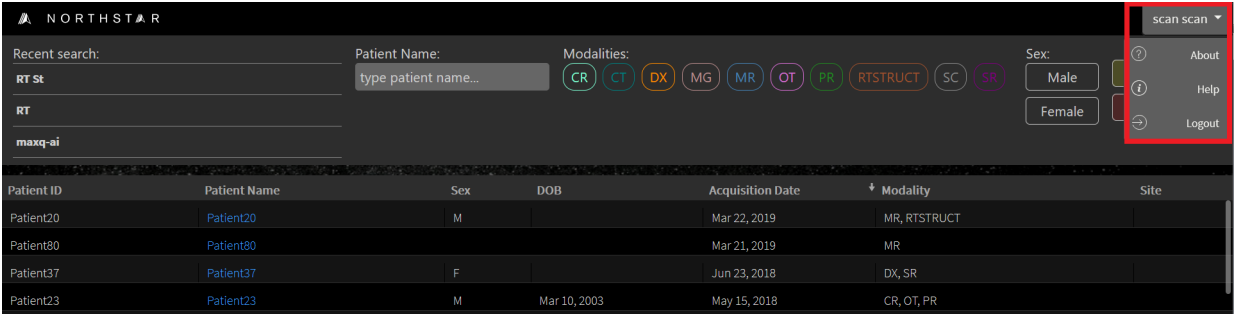 NORTHSTAR
scan scan
Recent search:
Patient Name:
Modalities:
Sex:
About
RT St
type patient name...
CR CT DX MG MR OT PR RTSTRUCT SC SR
Male
Help
RT
Female
Logout
maxq-ai
Patient ID Patient Name Sex DOB Acquisition Date Modality Site
Patient20 Patient20 M Mar 22, 2019 MR, RTSTRUCT
Patient80 Patient80 Mar 21, 2019 MR
Patient37 Patient37 F Jun 23, 2018 DX, SR
Patient23 Patient23 M Mar 10, 2003 May 15, 2018 CR, OT, PR